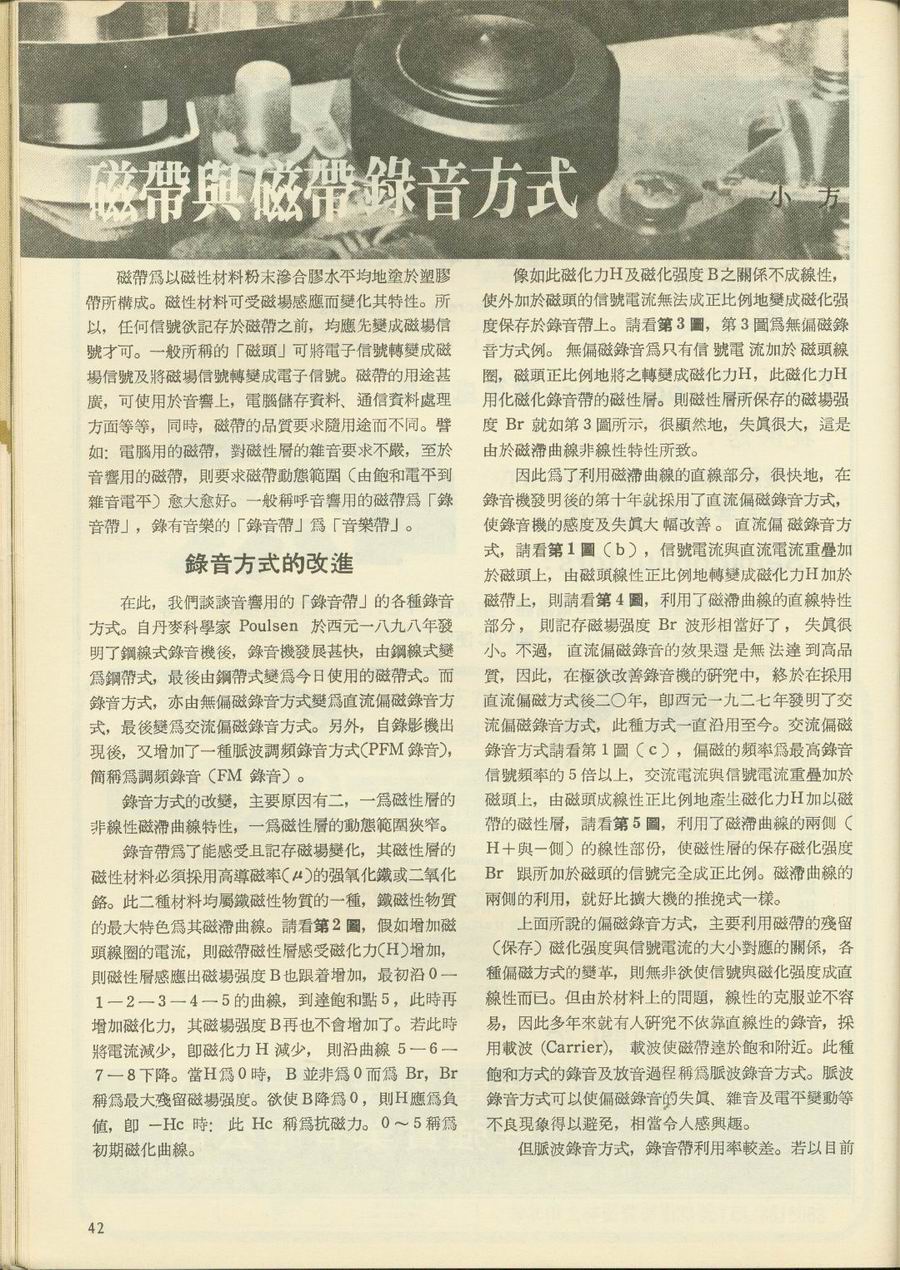 磁帶與磁帶錄音方式
小方
磁帶爲以磁性材料粉末滲合膠水平均地塗於塑膠
帶所構成。磁性材料可受磁場感應而變化其特性。所
以，任何信號欲記存於磁帶之前，均應先變成磁場信
號才可。一般所稱的「磁頭」可將電子信號轉變成磁
場信號及將磁場信號轉變成電子信號。磁帶的用途甚
廣，可使用於音響上，電腦儲存資料、通信資料處理
方面等等，同時，磁帶的品質要求隨用途而不同。譬
如：電腦用的磁帶，對磁性層的雜音要求不嚴，至於
音響用的磁帶，則要求磁帶動態範圍（由飽和電平到
雜音電平）愈大愈好。一般稱呼音響用的磁帶爲「錄
音帶」，錄有音樂的「錄音帶」爲「音樂帶」。
錄音方式的改進
在此，我們談談音響用的「錄音帶」的各種錄音
方式。自丹麥科學家 Poulsen 於西元一八九八年發
明了鋼線式錄音機後，錄音機發展甚快，由鋼線式變
爲鋼帶式，最後由鋼帶式變爲今日使用的磁帶式。而
錄音方式，亦由無偏磁錄音方式變爲直流偏磁錄音方
式，最後變爲交流偏磁錄音方式。另外，自錄影機出
現後，又增加了一種脈波調頻錄音方式(PFM 錄音)，
簡稱爲調頻錄音（FM 錄音）。
錄音方式的改變，主要原因有二，一爲磁性層的
非線性磁滯曲線特性，一爲磁性層的動態範圍狹窄。
錄音帶爲了能感受且記存磁場變化，其磁性層的
磁性材料必須採用高導磁率(μ)的强氧化鐵或二氧化
鉻。此二種材料均屬鐵磁性物質的一種，鐵磁性物質
的最大特色爲其磁滯曲線。請看第2圖，假如增加磁
頭線圈的電流，則磁帶磁性層感受磁化力(H)增加，
則磁性層感應出磁場强度B也跟着增加，最初沿0—
1—2—3—4—5的曲線，到達飽和點5，此時再
增加磁化力，其磁場强度B再也不會增加了。若此時
將電流減少，卽磁化力H減少，則沿曲線 5—6—
7—8下降。當H爲0時， B 並非爲0而爲 Br，Br
稱爲最大殘留磁場强度。欲使B降爲0，則H應爲負
值，卽 －Hc 時：此 Hc 稱爲抗磁力。0～5稱爲
初期磁化曲線。
像如此磁化力H及磁化强度B之關係不成線性，
使外加於磁頭的信號電流無法成正比例地變成磁化强
度保存於錄音帶上。請看第3圖，第3圖爲無偏磁錄
音方式例。無偏磁錄音爲只有信號電流加於磁頭線
圈，磁頭正比例地將之轉變成磁化力H，此磁化力H
用化磁化錄音帶的磁性層。則磁性層所保存的磁場强
度 Br 就如第3圖所示，很顯然地，失眞很大，這是
由於磁滯曲線非線性特性所致。
因此爲了利用磁滯曲線的直線部分，很快地，在
錄音機發明後的第十年就採用了直流偏磁錄音方式，
使錄音機的感度及失眞大幅改善。直流偏磁錄音方
式，請看第1圖（b），信號電流與直流電流重疊加
於磁頭上，由磁頭線性正比例地轉變成磁化力H加於
磁帶上，則請看第4圖，利用了磁滯曲線的直線特性
部分，則記存磁場强度 Br 波形相當好了，失眞很
小。不過，直流偏磁錄音的效果還是無法達到高品
質，因此，在極欲改善錄音機的硏究中，終於在採用
直流偏磁方式後二〇年，卽西元一九二七年發明了交
流偏磁錄音方式，此種方式一直沿用至今。交流偏磁
錄音方式請看第1圖（c），偏磁的頻率爲最高錄音
信號頻率的5倍以上，交流電流與信號電流重疊加於
磁頭上，由磁頭成線性正比例地產生磁化力H加以磁
帶的磁性層，請看第5圖，利用了磁滯曲線的兩側（
H＋與－側）的線性部份，使磁性層的保存磁化强度
Br 跟所加於磁頭的信號完全成正比例。磁滯曲線的
兩側的利用，就好比擴大機的推挽式一樣。
上面所說的偏磁錄音方式，主要利用磁帶的殘留
（保存）磁化强度與信號電流的大小對應的關係，各
種偏磁方式的變革，則無非欲使信號與磁化强度成直
線性而已。但由於材料上的問題，線性的克服並不容
易，因此多年來就有人硏究不依靠直線性的錄音，採
用載波 (Carrier)，載波使磁帶達於飽和附近。此種
飽和方式的錄音及放音過程稱爲脈波錄音方式。脈波
錄音方式可以使偏磁錄音的失眞、雜音及電平變動等
不良現象得以避免，相當令人感興趣。
但脈波錄音方式，錄音帶利用率較差。若以目前
42